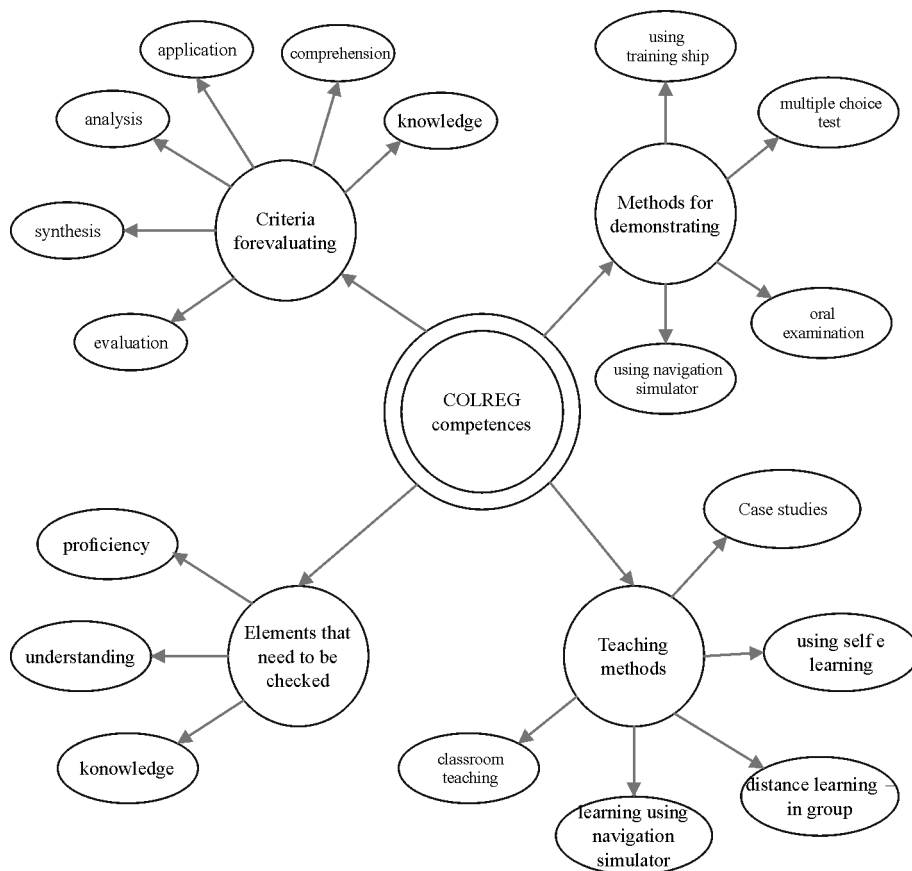 application
comprehension
analysis
knowledge
synthesis
evaluation
Criteria
forevaluating
using
training ship
multiple choice
test
Methods for
demonstrating
oral
examination
using navigation
simulator
COLREG
competences
proficiency
understanding
konowledge
Elements that
need to be
checked
Case studies
Teaching
methods
using self e
learning
classroom
teaching
distance learning
in group
learning using
navigation
simulator